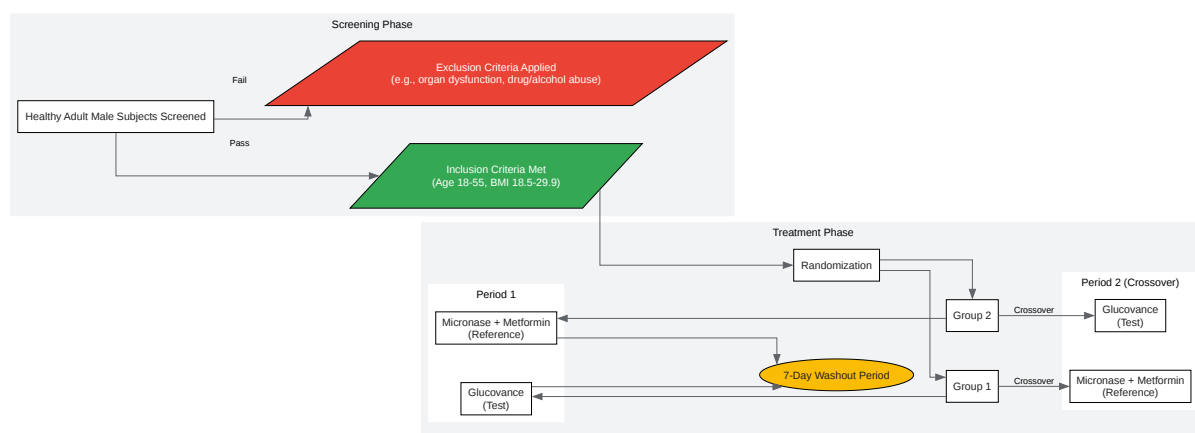 Screening Phase
Exclusion Criteria Applied
(e.g., organ dysfunction, drug/alcohol abuse)
Fail
Healthy Adult Male Subjects Screened
Pass
Inclusion Criteria Met
(Age 18-55, BMI 18.5-29.9)
Treatment Phase
Randomization
Period 1
Period 2 (Crossover)
Micronase + Metformin
(Reference)
Group 2
Crossover
Glucovance
(Test)
7-Day Washout Period
Glucovance
(Test)
Group 1
Crossover
Micronase + Metformin
(Reference)